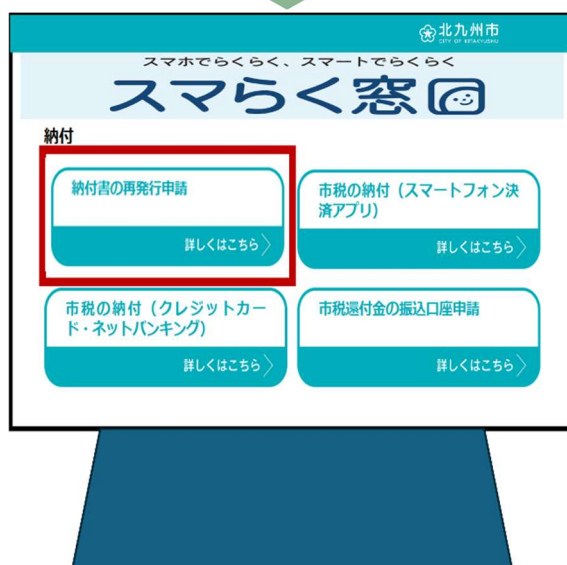 北九州市
CITY OF KITAKYUSHU
スマホでらくらく、スマートでらくらく
スマらく窓口
納付
納付書の再発行申請
詳しくはこちら
市税の納付（スマートフォン決
済アプリ）
詳しくはこちら
市税の納付（クレジットカー
ド・ネットバンキング）
詳しくはこちら
市税還付金の振込口座申請
詳しくはこちら